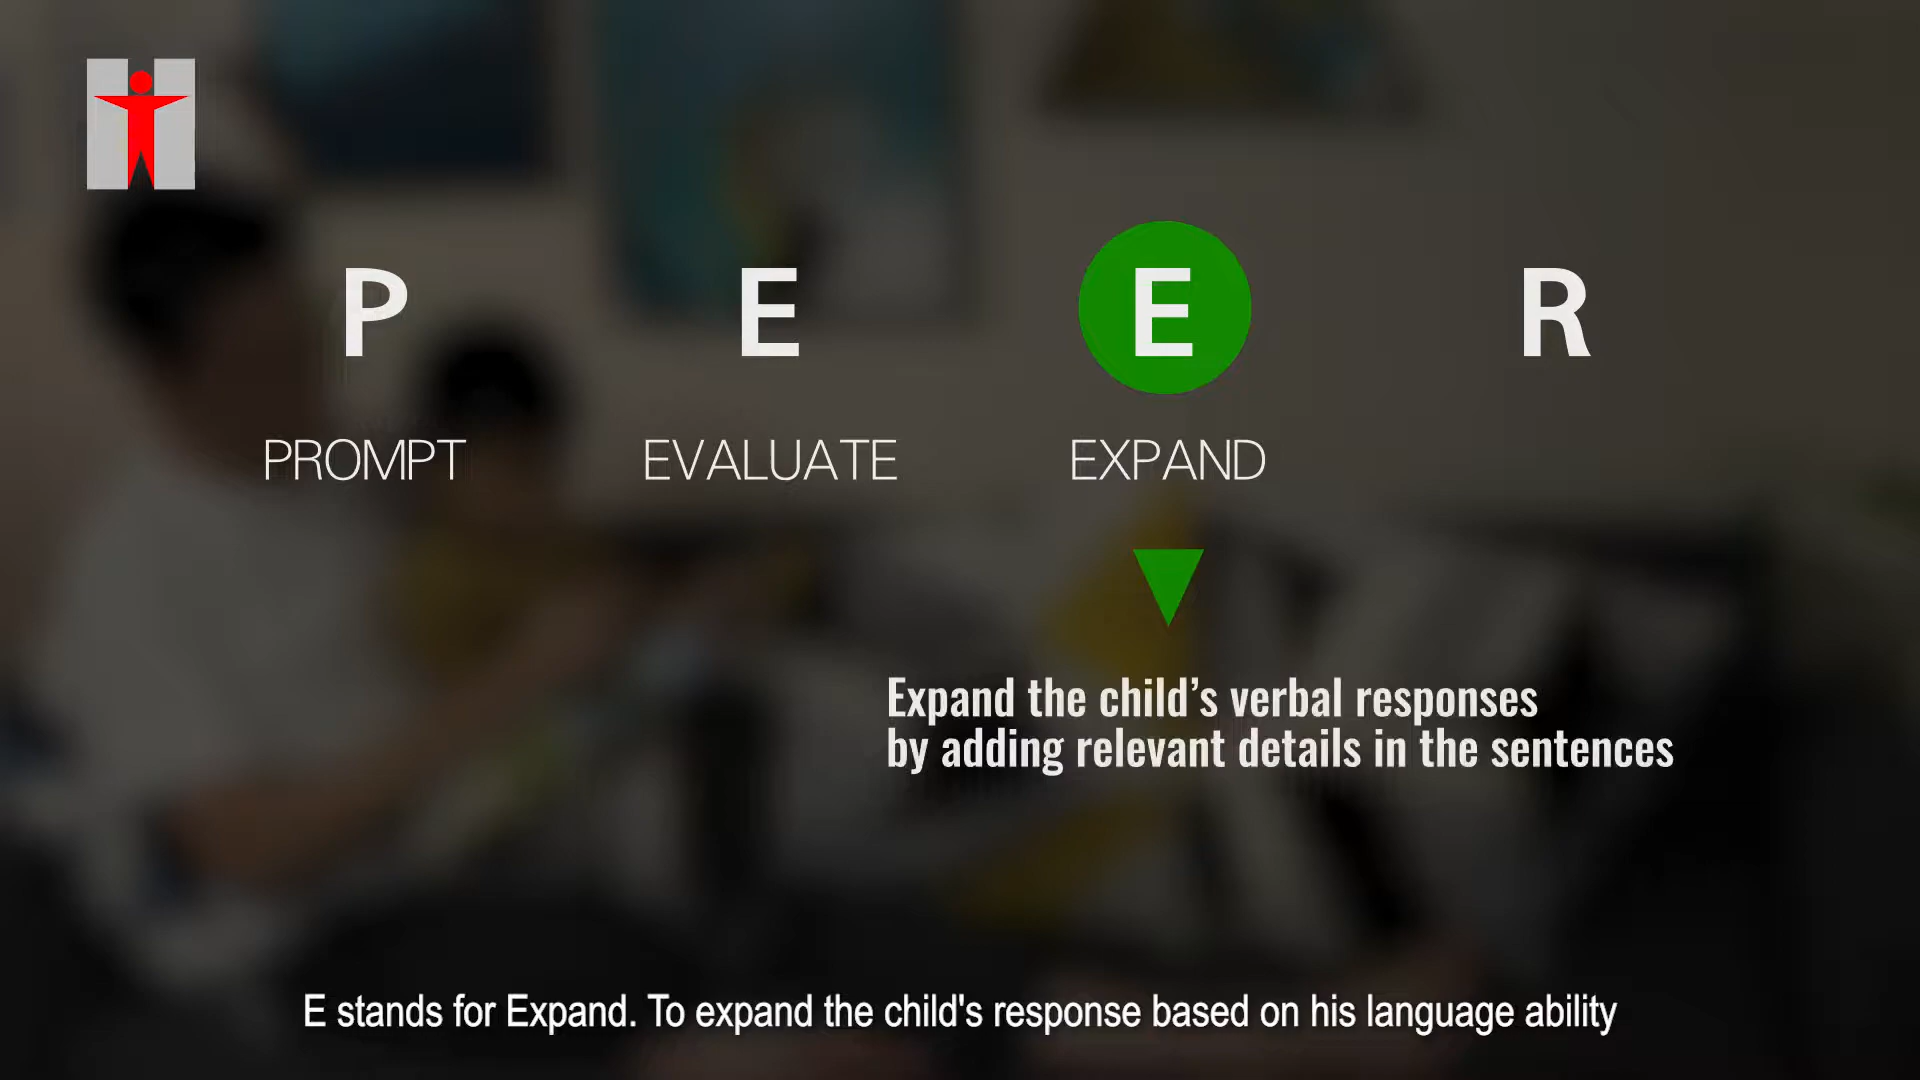 P E E R
PROMPT EVALUATE EXPAND
Expand the child’s verbal responses
by adding relevant details in the sentences
E stands for Expand. To expand the child's response based on his language ability